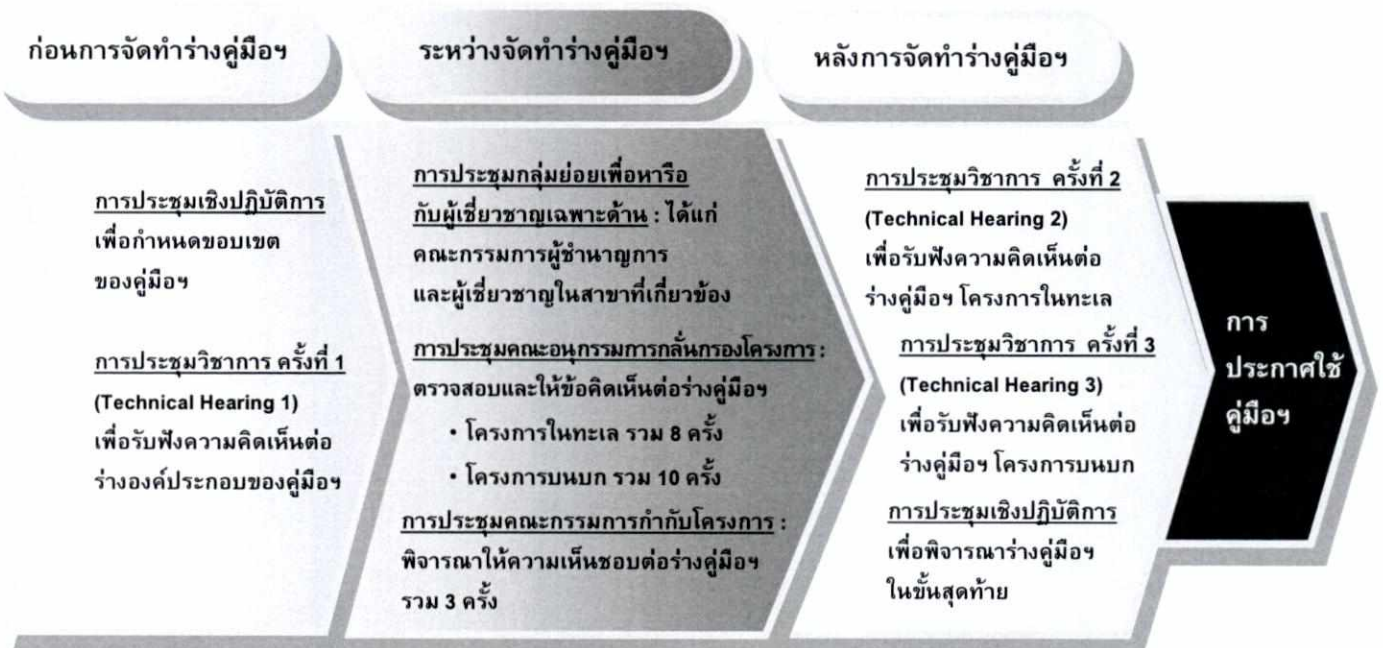 ก่อนการจัดทำร่างคู่มือฯ
ระหว่างจัดทำร่างคู่มือฯ
หลังการจัดทำร่างคู่มือฯ
การประชุมเชิงปฏิบัติการ
เพื่อกำหนดขอบเขต
ของคู่มือฯ
การประชุมวิชาการ ครั้งที่ 1
(Technical Hearing 1)
เพื่อรับฟังความคิดเห็นต่อ
ร่างองค์ประกอบของคู่มือฯ
การประชุมกลุ่มย่อยเพื่อหารือ
กับผู้เชี่ยวชาญเฉพาะด้าน : ได้แก่
คณะกรรมการผู้ชำนาญการ
และผู้เชี่ยวชาญในสาขาที่เกี่ยวข้อง
การประชุมคณะอนุกรรมการกลั่นกรองโครงการ :
ตรวจสอบและให้ข้อคิดเห็นต่อร่างคู่มือฯ
• โครงการในทะเล รวม 8 ครั้ง
• โครงการบนบก รวม 10 ครั้ง
การประชุมคณะกรรมการกำกับโครงการ :
พิจารณาให้ความเห็นชอบต่อร่างคู่มือฯ
รวม 3 ครั้ง
การประชุมวิชาการ ครั้งที่ 2
(Technical Hearing 2)
เพื่อรับฟังความคิดเห็นต่อ
ร่างคู่มือฯ โครงการในทะเล
การประชุมวิชาการ ครั้งที่ 3
(Technical Hearing 3)
เพื่อรับฟังความคิดเห็นต่อ
ร่างคู่มือฯ โครงการบนบก
การประชุมเชิงปฏิบัติการ
เพื่อพิจารณาร่างคู่มือฯ
ในขั้นสุดท้าย
การ
ประกาศใช้
คู่มือฯ